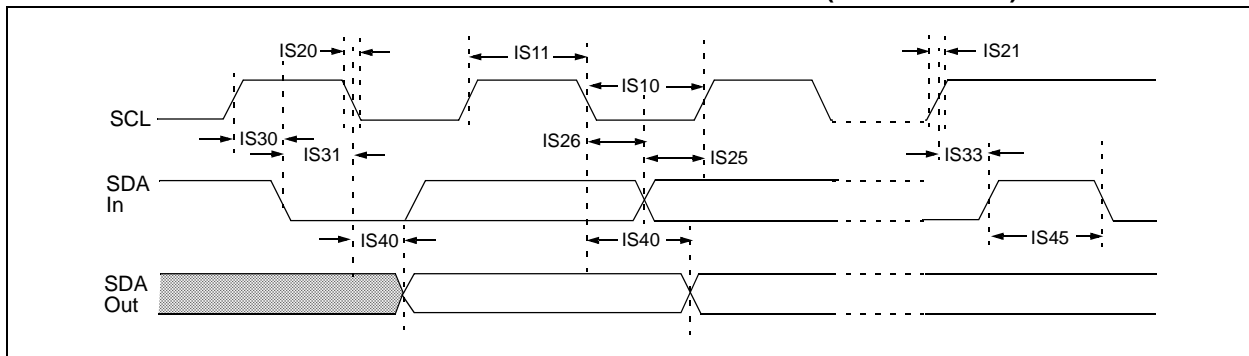 IS20
IS11
IS21
IS10
SCL
IS30
IS31
IS26
IS25
IS33
SDA
In
IS40
IS40
IS45
SDA
Out